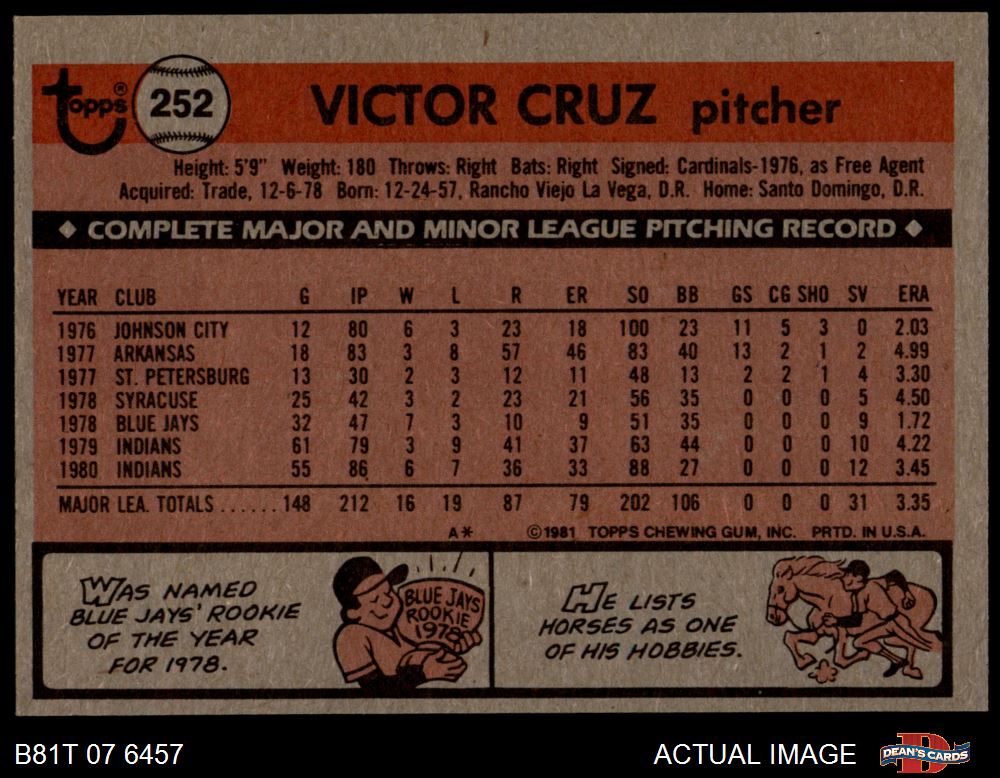 Topps®
252
VICTOR CRUZ pitcher
Height: 5'9" Weight: 180 Throws: Right Bats: Right Signed: Cardinals-1976, as Free Agent
Acquired: Trade, 12-6-78 Born: 12-24-57, Rancho Viejo La Vega, D.R. Home: Santo Domingo, D.R.
◆ COMPLETE MAJOR AND MINOR LEAGUE PITCHING RECORD ◆
YEAR CLUB G IP W L R ER SO BB GS CG SHO SV ERA
1976 JOHNSON CITY 12 80 6 3 23 18 100 23 11 5 3 0 2.03
1977 ARKANSAS 18 83 3 8 57 46 83 40 13 2 1 2 4.99
1977 ST. PETERSBURG 13 30 2 3 12 11 48 13 2 2 1 4 3.30
1978 SYRACUSE 25 42 3 2 23 21 56 35 0 0 0 5 4.50
1978 BLUE JAYS 32 47 7 3 10 9 51 35 0 0 0 9 1.72
1979 INDIANS 61 79 3 9 41 37 63 44 0 0 0 10 4.22
1980 INDIANS 55 86 6 7 36 33 88 27 0 0 0 12 3.45
MAJOR LEA. TOTALS ...... 148 212 16 19 87 79 202 106 0 0 0 31 3.35
A* ©1981 TOPPS CHEWING GUM, INC. PRTD. IN U.S.A.
WAS NAMED
BLUE JAYS' ROOKIE
OF THE YEAR
FOR 1978.
BLUE JAYS
ROOKIE
1978
HE LISTS
HORSES AS ONE
OF HIS HOBBIES.
B81T 07 6457
ACTUAL IMAGE
DEAN'S CARDS